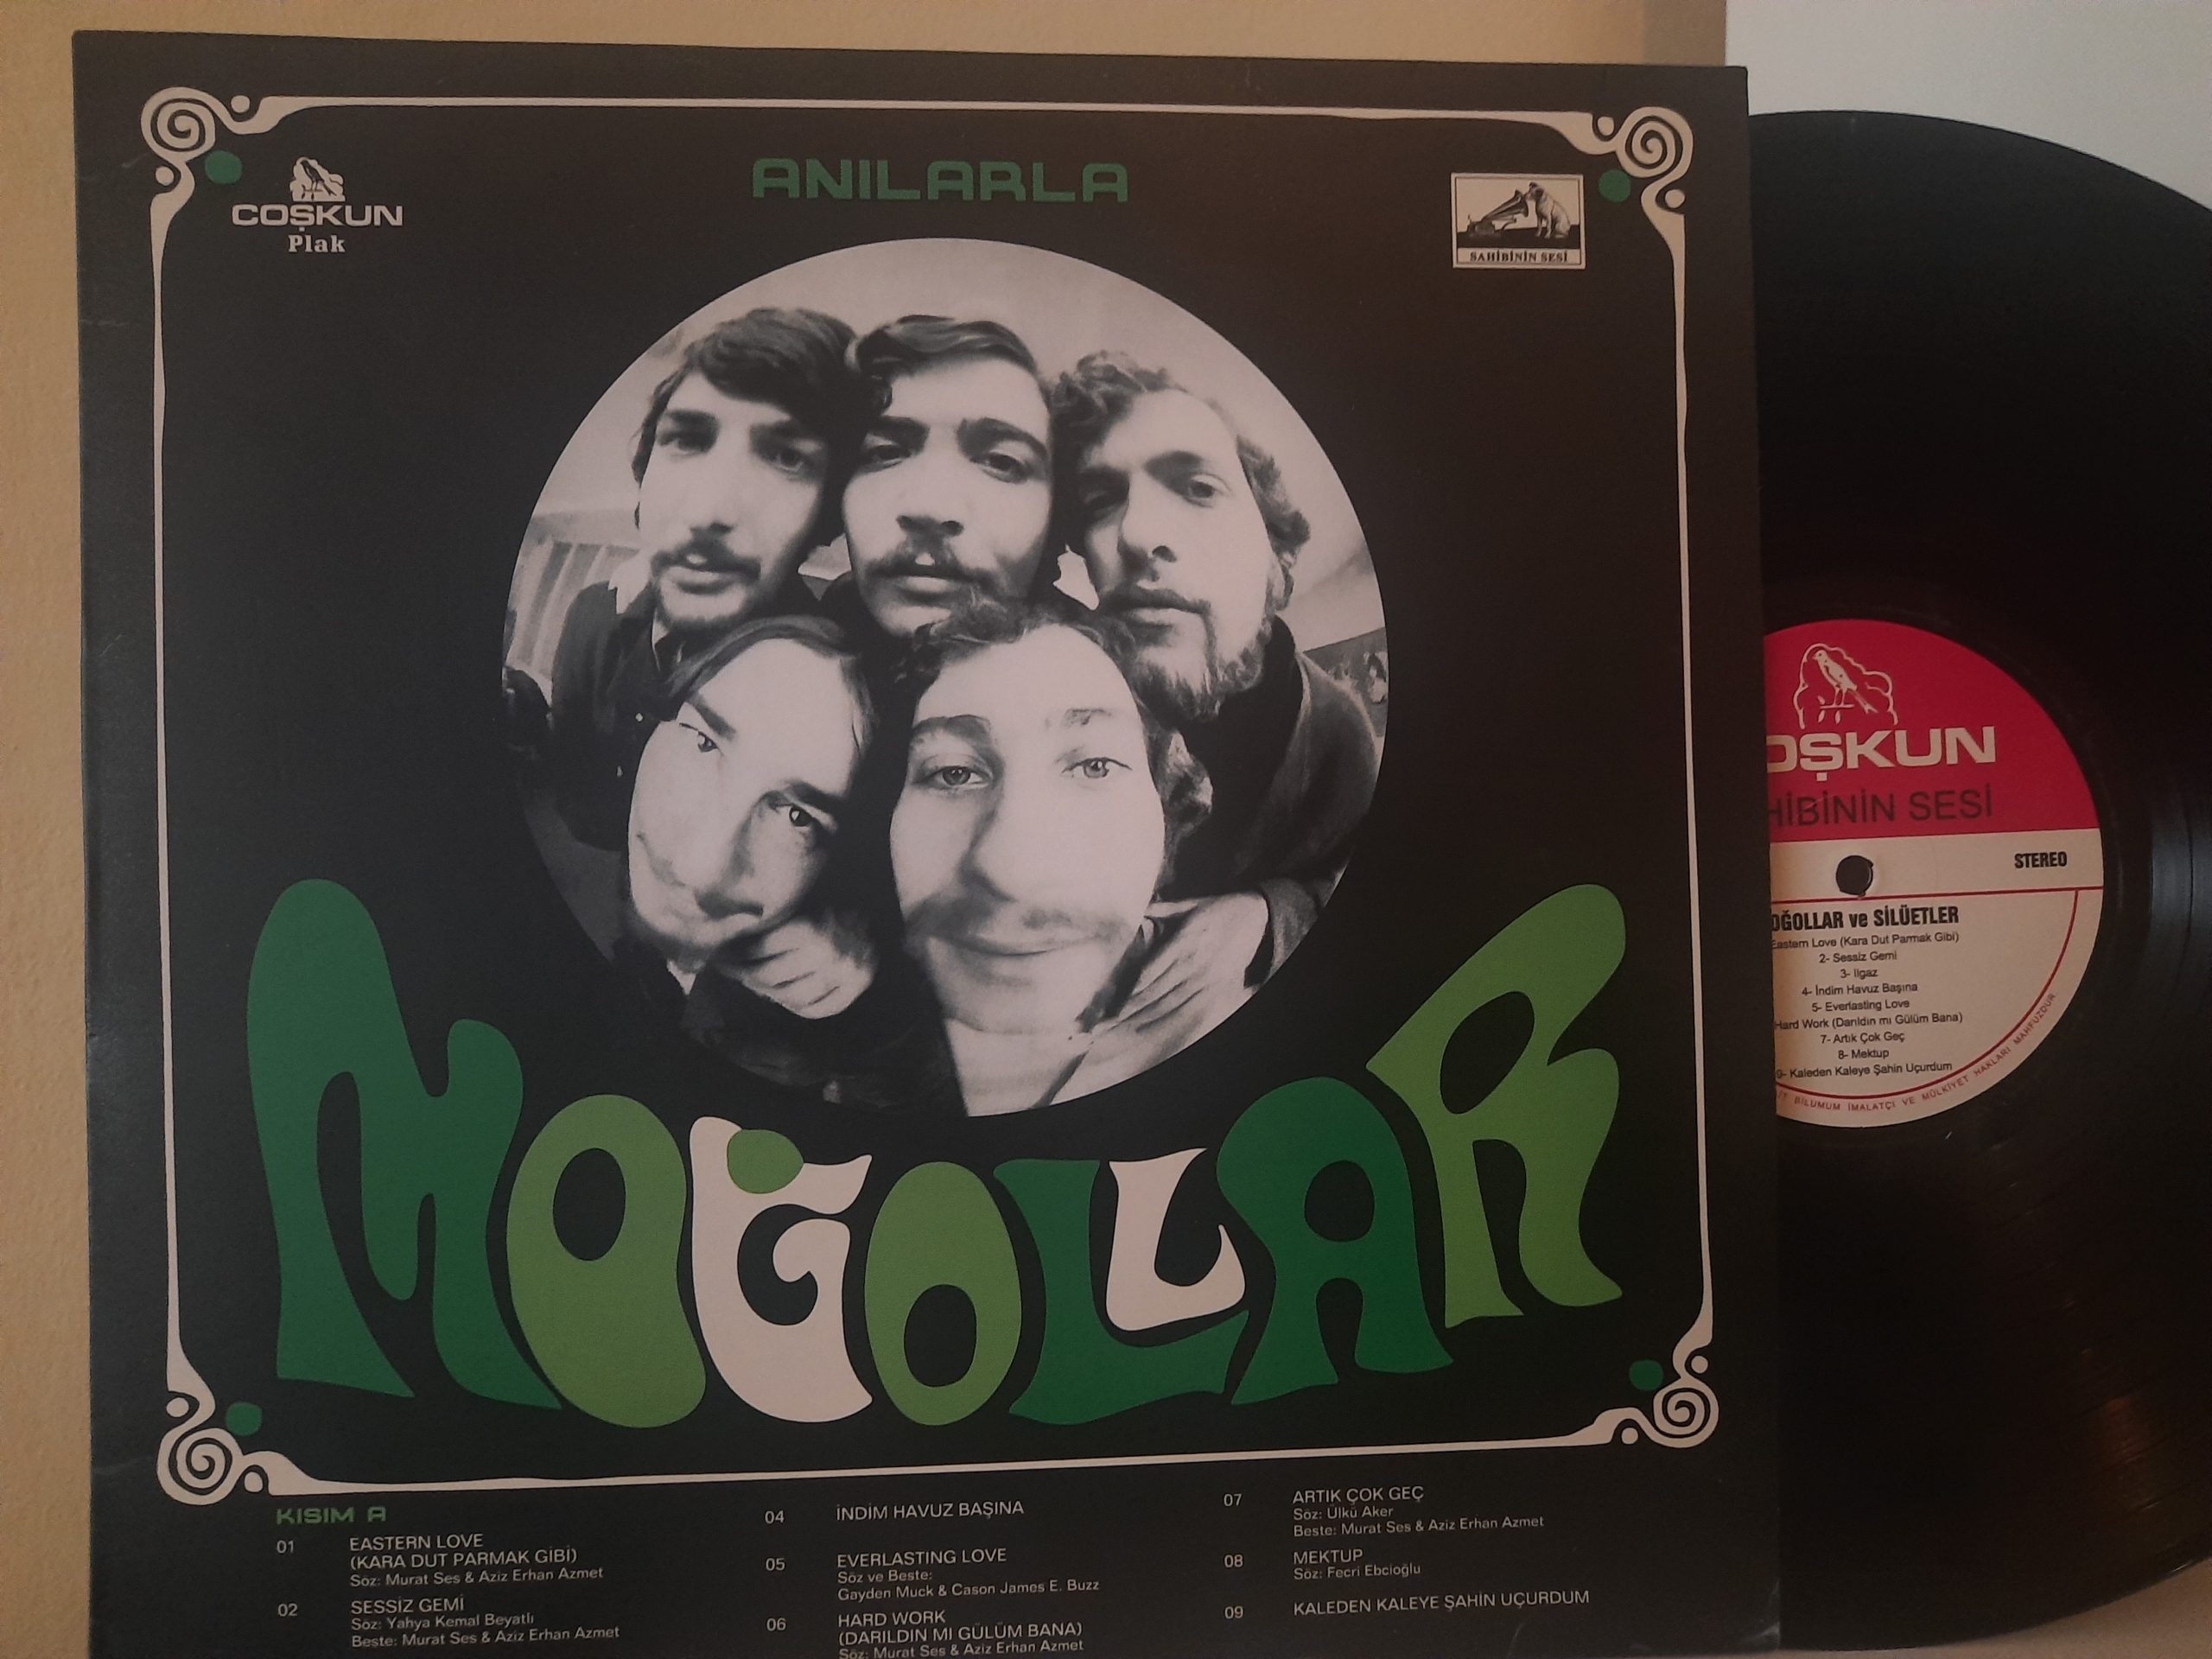 ANILARLA
COŞKUN
Plak
SAHİBİNİN SESİ
MOĞOLLAR
KISIM A
01 EASTERN LOVE
(KARA DUT PARMAK GİBİ)
Söz: Murat Ses & Aziz Erhan Azmet
02 SESSİZ GEMİ
Söz: Yahya Kemal Beyatlı
Beste: Murat Ses & Aziz Erhan Azmet
04 İNDİM HAVUZ BAŞINA
05 EVERLASTING LOVE
Söz ve Beste:
Gayden Muck & Cason James E. Buzz
06 HARD WORK
(DARILDIN MI GÜLÜM BANA)
Söz: Murat Ses & Aziz Erhan Azmet
07 ARTIK ÇOK GEÇ
Söz: Ülkü Aker
Beste: Murat Ses & Aziz Erhan Azmet
08 MEKTUP
Söz: Fecri Ebcioğlu
09 KALEDEN KALEYE ŞAHİN UÇURDUM
OŞKUN
HİBİNİN SESİ
STEREO
OĞOLLAR ve SİLÜETLER
Eastern Love (Kara Dut Parmak Gibi)
2- Sessiz Gemi
3- Ilgaz
4- İndim Havuz Başına
5- Everlasting Love
Hard Work (Darıldın mı Gülüm Bana)
7- Artık Çok Geç
8- Mektup
9- Kaleden Kaleye Şahin Uçurdum
BİLUMUM İMALATÇI VE MÜLKİYET HAKLARI MAHFUZDUR